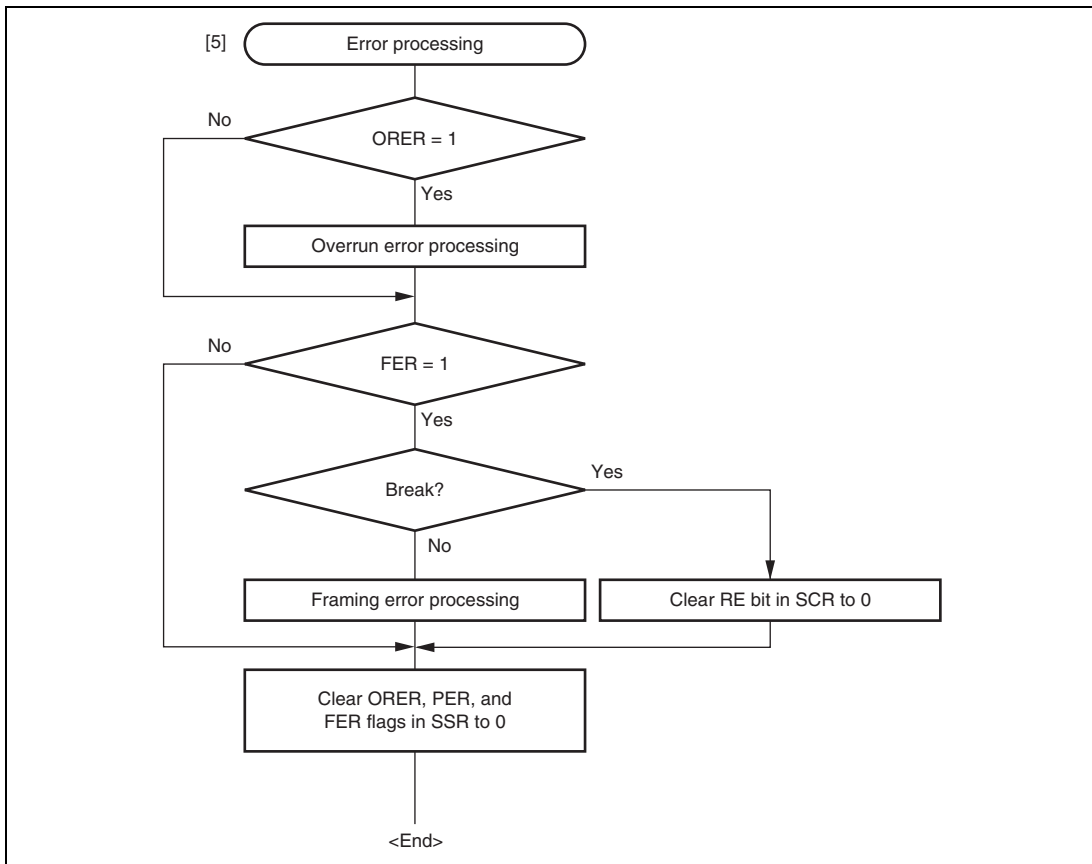 [5]
Error processing
No
ORER = 1
Yes
Overrun error processing
No
FER = 1
Yes
Yes
Break?
No
Framing error processing
Clear RE bit in SCR to 0
Clear ORER, PER, and
FER flags in SSR to 0
<End>